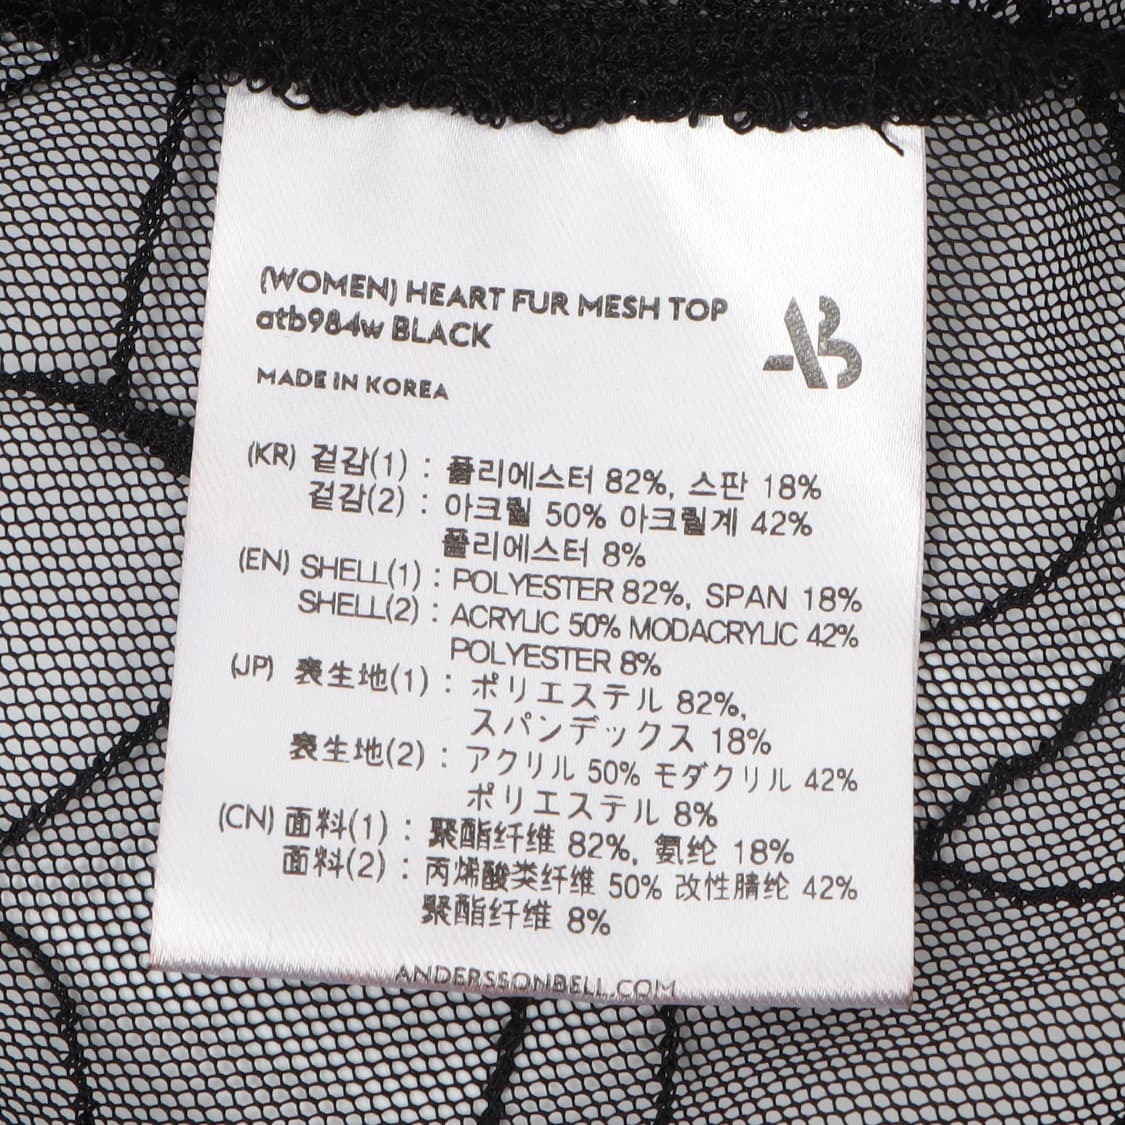 (WOMEN) HEART FUR MESH TOP
atb984w BLACK
AB
MADE IN KOREA
(KR) 겉감(1) : 폴리에스터 82%, 스판 18%
겉감(2) : 아크릴 50% 아크릴계 42%
폴리에스터 8%
(EN) SHELL(1) : POLYESTER 82%, SPAN 18%
SHELL(2) : ACRYLIC 50% MODACRYLIC 42%
POLYESTER 8%
(JP) 裏生地(1) : ポリエステル 82%,
スパンデックス 18%
裏生地(2) : アクリル 50% モダクリル 42%
ポリエステル 8%
(CN) 面料(1) : 聚酯纤维 82%, 氨纶 18%
面料(2) : 丙烯酸类纤维 50% 改性腈纶 42%
聚酯纤维 8%
ANDERSSONBELL.COM